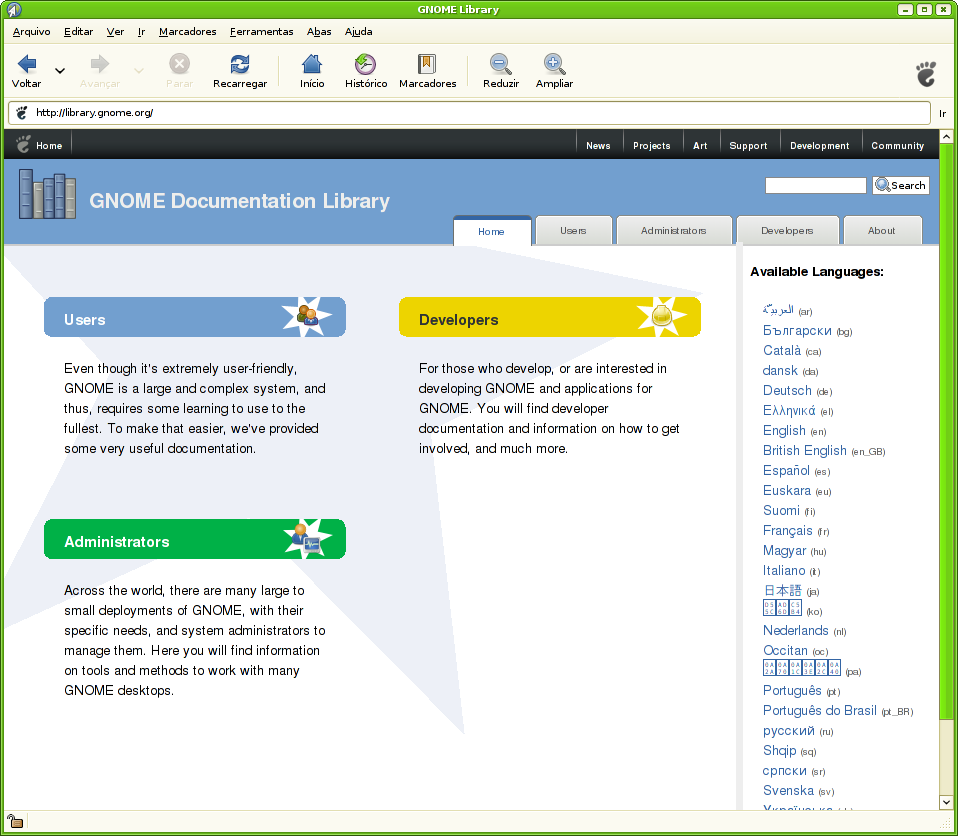 GNOME Library
Arquivo Editar Ver Ir Marcadores Ferramentas Abas Ajuda
Voltar Avançar Parar Recarregar Início Histórico Marcadores Reduzir Ampliar
http://library.gnome.org/ Ir
Home News Projects Art Support Development Community
GNOME Documentation Library
Search
Home Users Administrators Developers About
Users
Even though it's extremely user-friendly,
GNOME is a large and complex system, and
thus, requires some learning to use to the
fullest. To make that easier, we've provided
some very useful documentation.
Developers
For those who develop, or are interested in
developing GNOME and applications for
GNOME. You will find developer
documentation and information on how to get
involved, and much more.
Administrators
Across the world, there are many large to
small deployments of GNOME, with their
specific needs, and system administrators to
manage them. Here you will find information
on tools and methods to work with many
GNOME desktops.
Available Languages:
العربيّة (ar)
Български (bg)
Català (ca)
dansk (da)
Deutsch (de)
Ελληνικά (el)
English (en)
British English (en_GB)
Español (es)
Euskara (eu)
Suomi (fi)
Français (fr)
Magyar (hu)
Italiano (it)
日本語 (ja)
(ko)
Nederlands (nl)
Occitan (oc)
(pa)
Português (pt)
Português do Brasil (pt_BR)
русский (ru)
Shqip (sq)
српски (sr)
Svenska (sv)